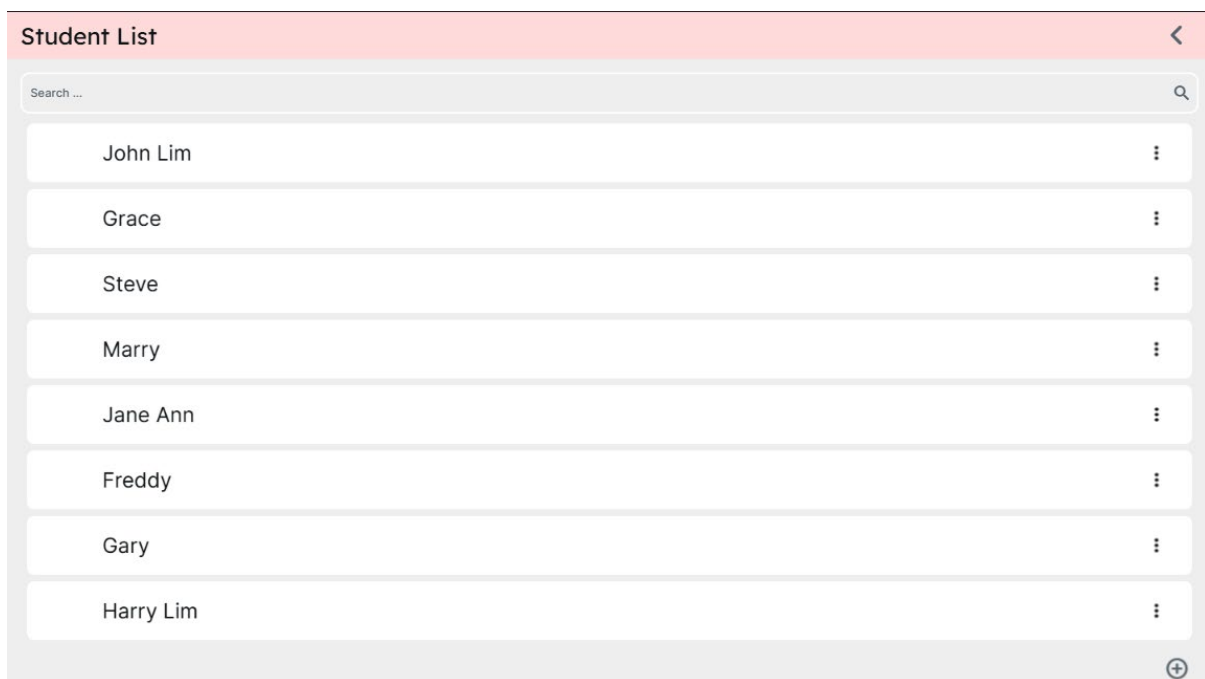 Student List
Search ...
John Lim
Grace
Steve
Marry
Jane Ann
Freddy
Gary
Harry Lim